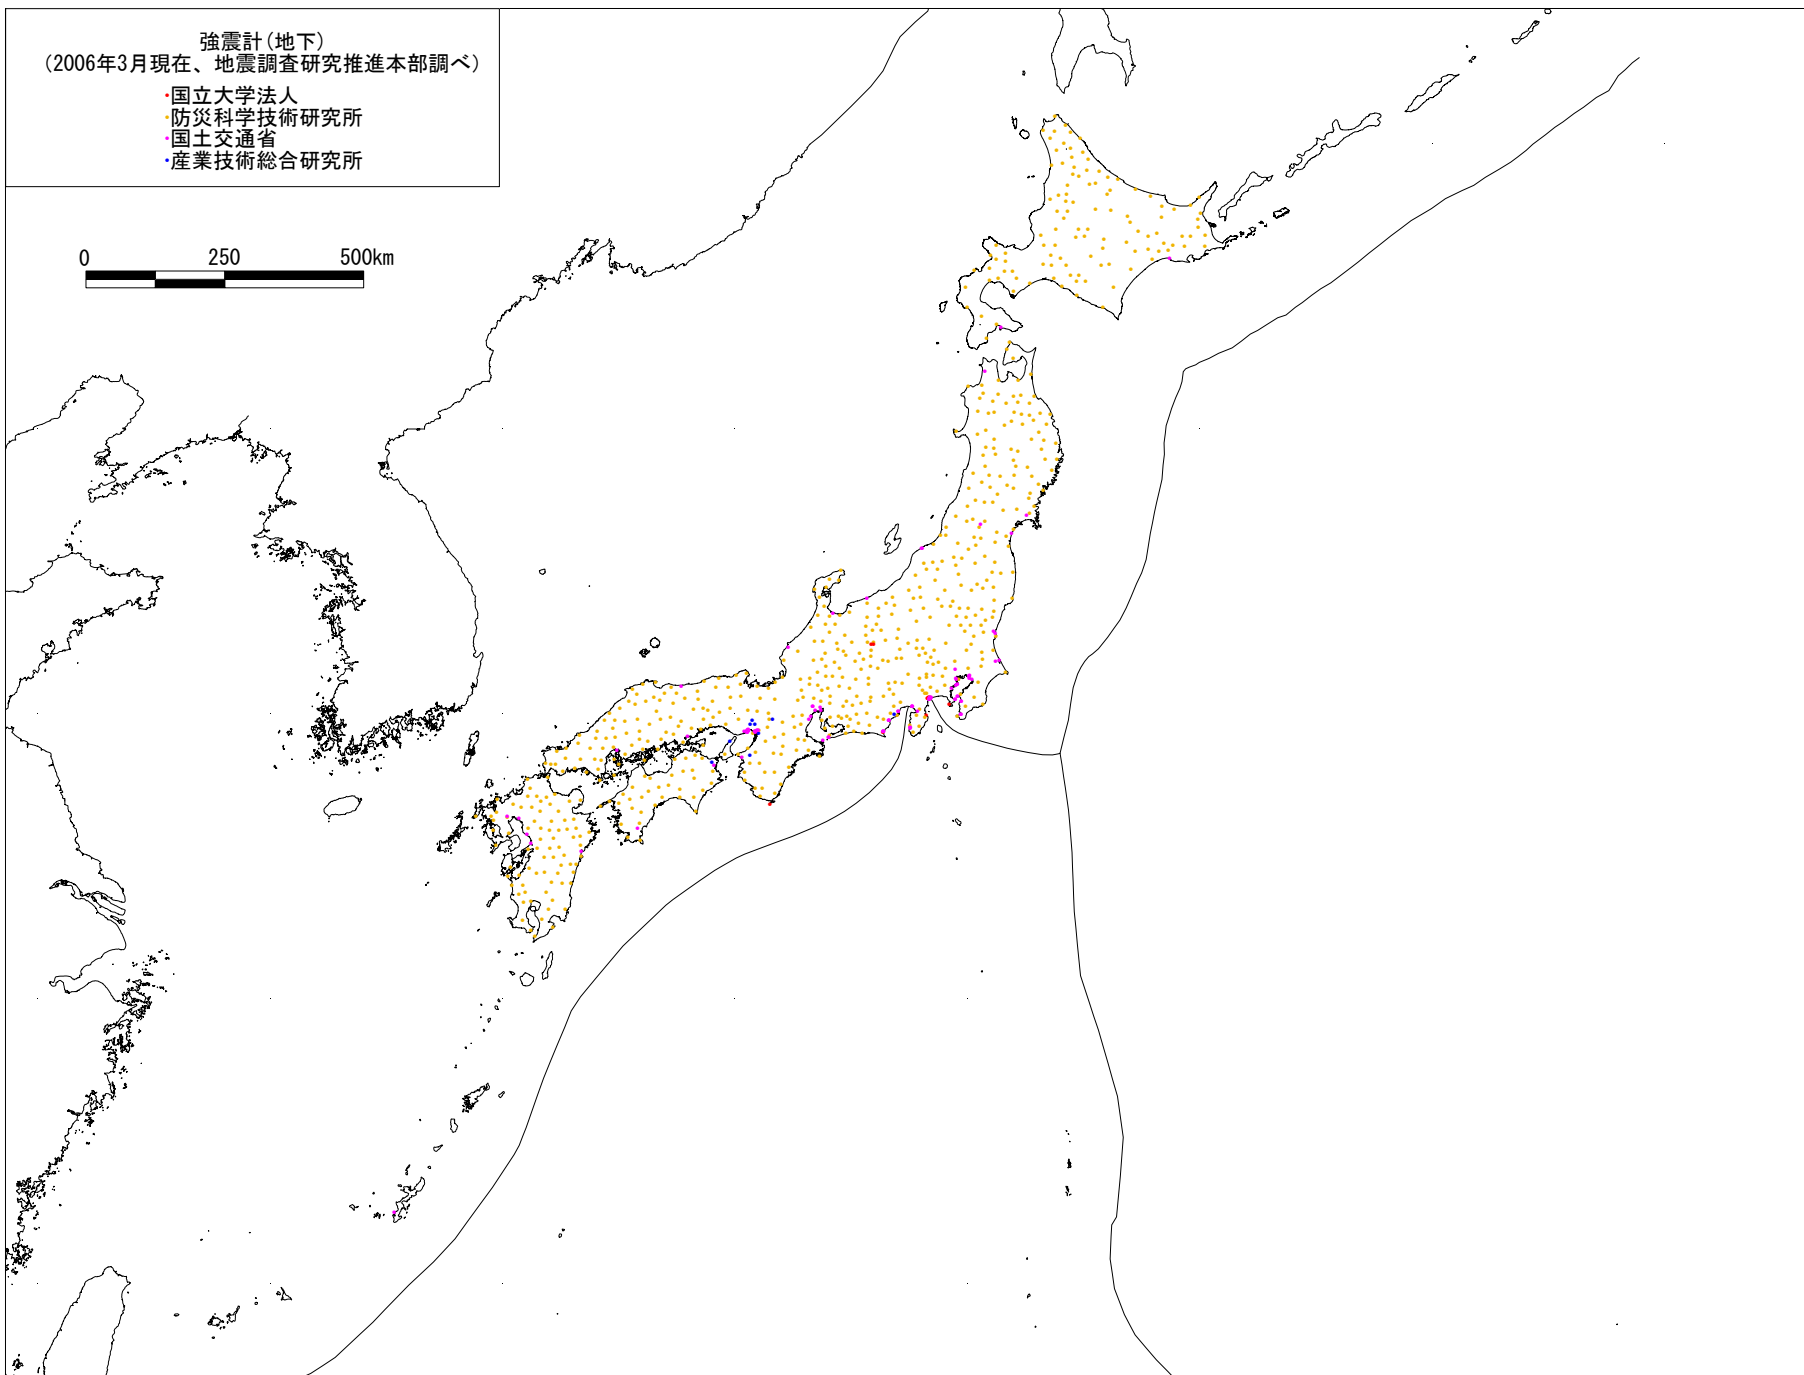 強震計(地下)
(2006年3月現在、地震調査研究推進本部調べ)
国立大学法人
防災科学技術研究所
国土交通省
産業技術総合研究所
0 250 500km